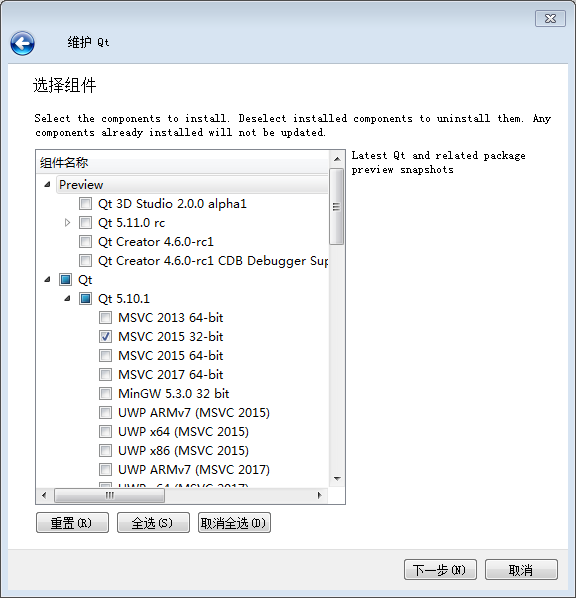 维护 Qt
选择组件
Select the components to install. Deselect installed components to uninstall them. Any
components already installed will not be updated.
组件名称
Latest Qt and related package
preview snapshots
Preview
Qt 3D Studio 2.0.0 alpha1
Qt 5.11.0 rc
Qt Creator 4.6.0-rc1
Qt Creator 4.6.0-rc1 CDB Debugger Sup
Qt
Qt 5.10.1
MSVC 2013 64-bit
MSVC 2015 32-bit
MSVC 2015 64-bit
MSVC 2017 64-bit
MinGW 5.3.0 32 bit
UWP ARMv7 (MSVC 2015)
UWP x64 (MSVC 2015)
UWP x86 (MSVC 2015)
UWP ARMv7 (MSVC 2017)
UWP x64 (MSVC 2017)
重置(R)
全选(S)
取消全选(D)
下一步(N)
取消